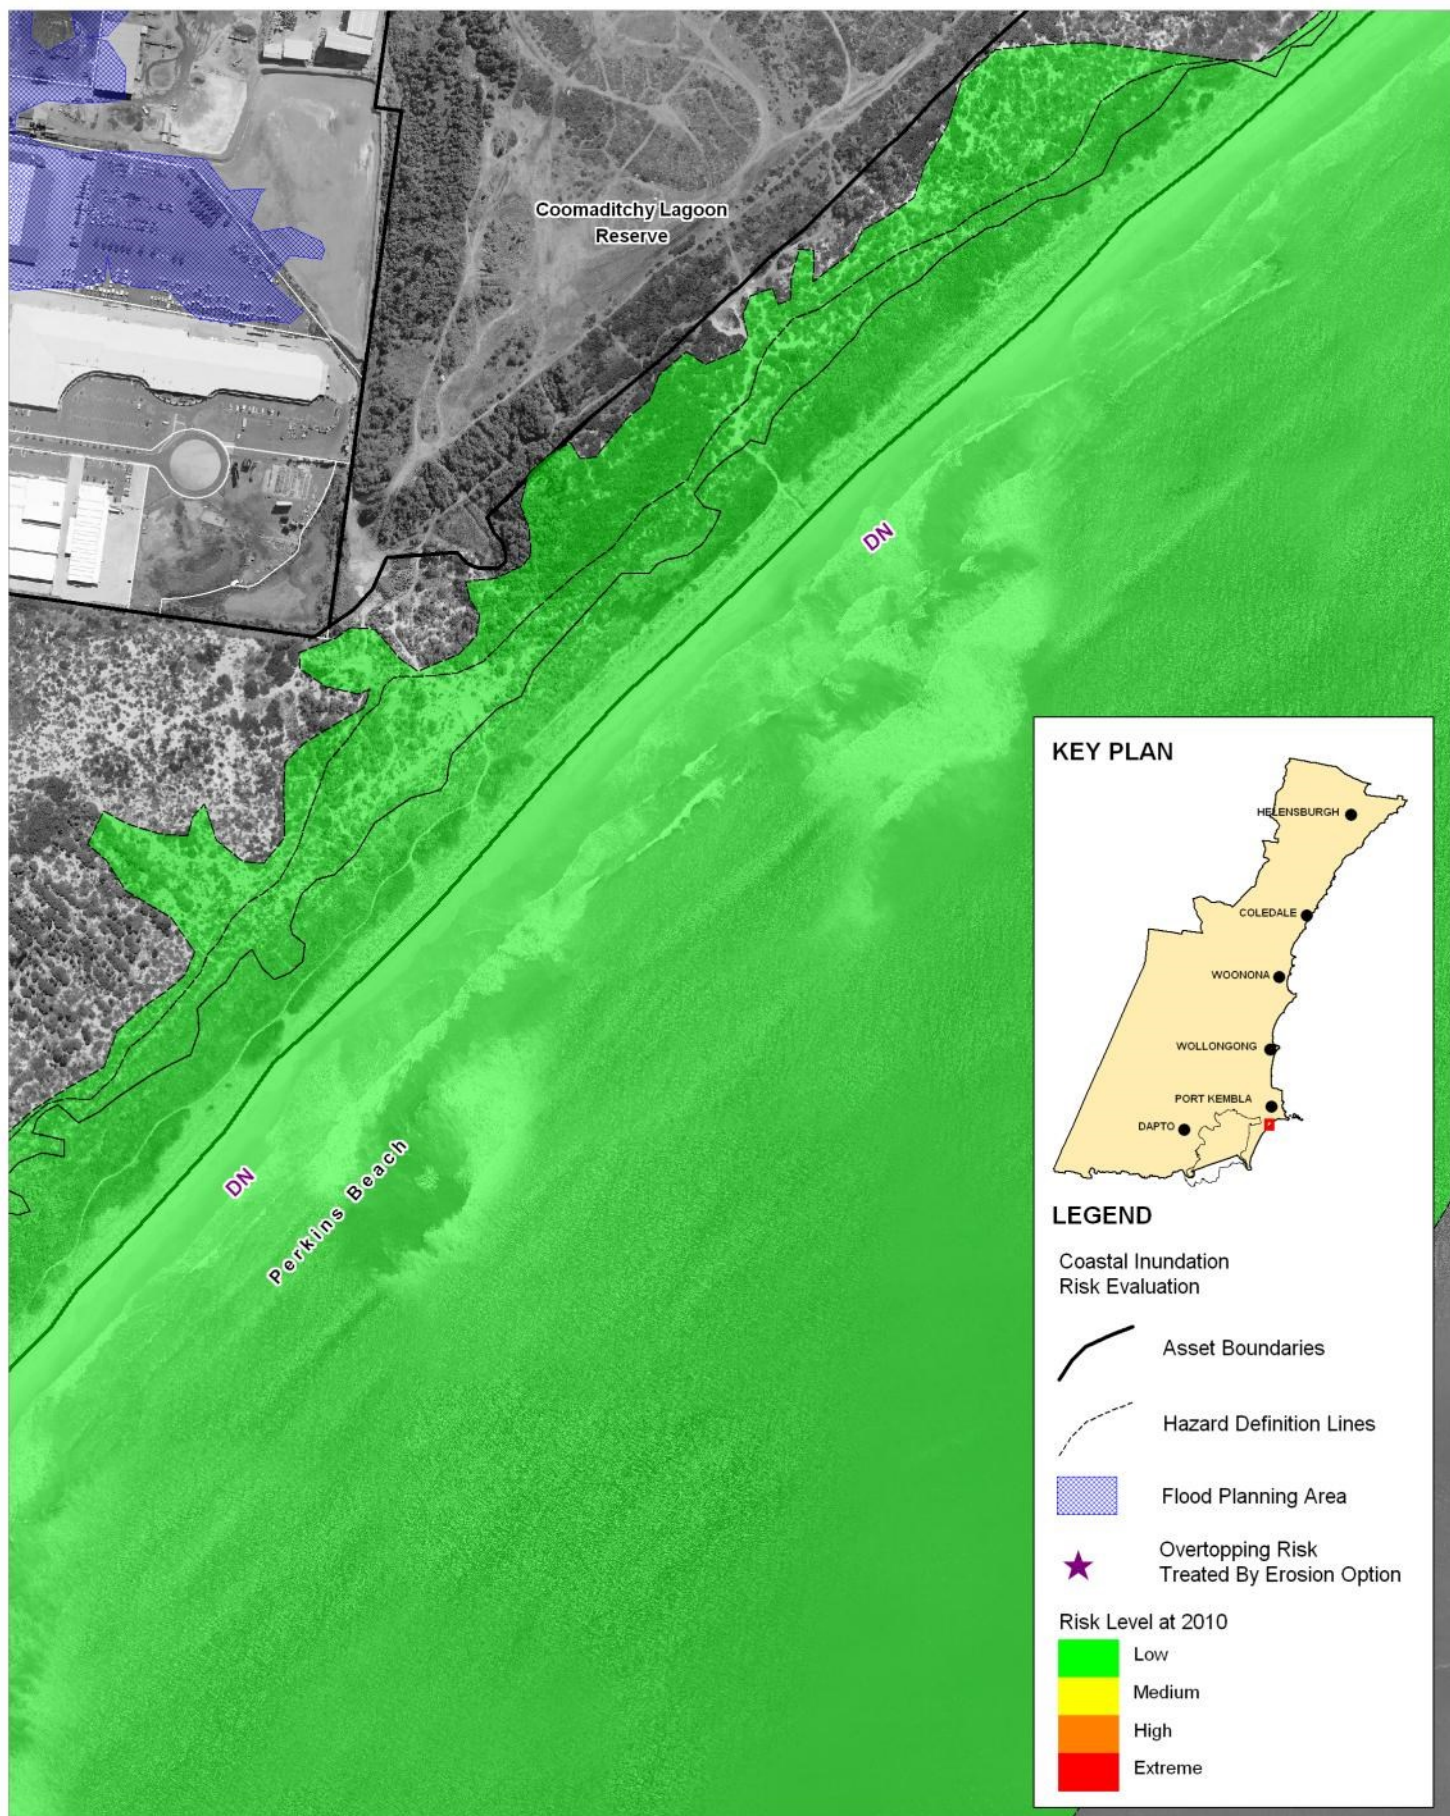 Coomaditchy Lagoon
Reserve
DN
DN
Perkins Beach
KEY PLAN
HELENSBURGH
COLEDALE
WOONONA
WOLLONGONG
PORT KEMBLA
DAPTO
LEGEND
Coastal Inundation
Risk Evaluation
Asset Boundaries
Hazard Definition Lines
Flood Planning Area
Overtopping Risk
Treated By Erosion Option
Risk Level at 2010
Low
Medium
High
Extreme